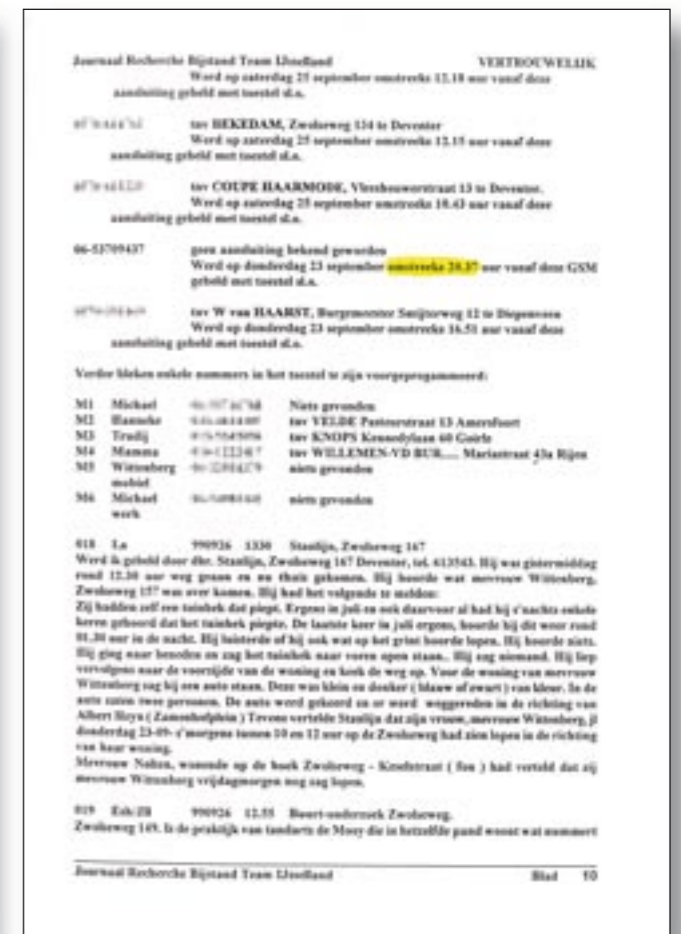 Journaal Recherche Bijstand Team IJsselland VERTROUWELIJK
Werd op zaterdag 25 september omstreeks 12.18 uur vanaf deze
aansluiting gebeld met toestel sl.o.
tnv HEKEDAM, Zwolseweg 124 te Deventer
Werd op zaterdag 25 september omstreeks 12.15 uur vanaf deze
aansluiting gebeld met toestel sl.o.
tnv COUPE HAARMODE, Vleeshouwerstraat 13 te Deventer.
Werd op zaterdag 25 september omstreeks 10.43 uur vanaf deze
aansluiting gebeld met toestel sl.o.
06-53709437 geen aansluiting bekend geworden
Werd op donderdag 23 september omstreeks 20.37 uur vanaf deze GSM
gebeld met toestel sl.o.
tnv W van HAARST, Burgemeester 12 te Diepenveen
Werd op donderdag 23 september omstreeks 16.51 uur vanaf deze
aansluiting gebeld met toestel sl.o.
Verder bleken enkele nummers in het toestel te zijn voorgeprogammeerd:
M1 Michael Niets gevonden
M2 Hanneke tnv VELDE Pasteurstraat 13 Amersfoort
M3 Trudij tnv KNOPS Kennedylaan 60 Goirle
M4 Mamma tnv WILLEMEN-VD BUR.... Mariastraat 43a Rijen
M5 Wittenberg niets gevonden
mobiel
M6 Michael niets gevonden
werk
018 Lu 990926 1330 Stanlijn, Zwolseweg 167
Werd ik gebeld door dhr. Stanlijn, Zwolseweg 167 Deventer, tel. 613543. Hij was gistermiddag
rond 12.30 uur weg gegaan en nu thuis gekomen. Hij hoorde wat mevrouw Wittenberg,
Zwolseweg 157 was over komen. Hij had het volgende te melden:
Zij hadden zelf een tuinhek dat piept. Ergens in juli en ook daarvoor al had hij s'nachts enkele
keren gehoord dat het tuinhek piepte. De laatste keer in juli ergens, hoorde hij dit weer rond
01.30 uur in de nacht. Hij luisterde of hij ook wat op het grint hoorde lopen. Hij hoorde niets.
Hij ging naar beneden en zag het tuinhek naar voren open staan.. Hij zag niemand. Hij liep
vervolgens naar de voorzijde van de woning en keek de weg op. Voor de woning van mevrouw
Wittenberg zag hij een auto staan. Deze was klein en donker ( blauw of zwart ) van kleur. In de
auto zaten twee personen. De auto werd gekeerd en er werd weggereden in de richting van
Albert Heyn ( Zamenhofplein ) Tevens vertelde Stanlijn dat zijn vrouw, mevrouw Wittenberg, jl
donderdag 23-09- s'morgens tussen 10 en 12 uur op de Zwolseweg had zien lopen in de richting
van haar woning.
Mevrouw Nolten, wonende op de hoek Zwolseweg - ( ) had verteld dat zij
mevrouw Wittenberg vrijdagmorgen nog zag lopen.
019 990926 12.55 Buurt-onderzoek Zwolseweg.
Zwolseweg 149. Is de praktijk van tandarts de Mooy die in hetzelfde pand woont wat nummert
Journaal Recherche Bijstand Team IJsselland Blad 10